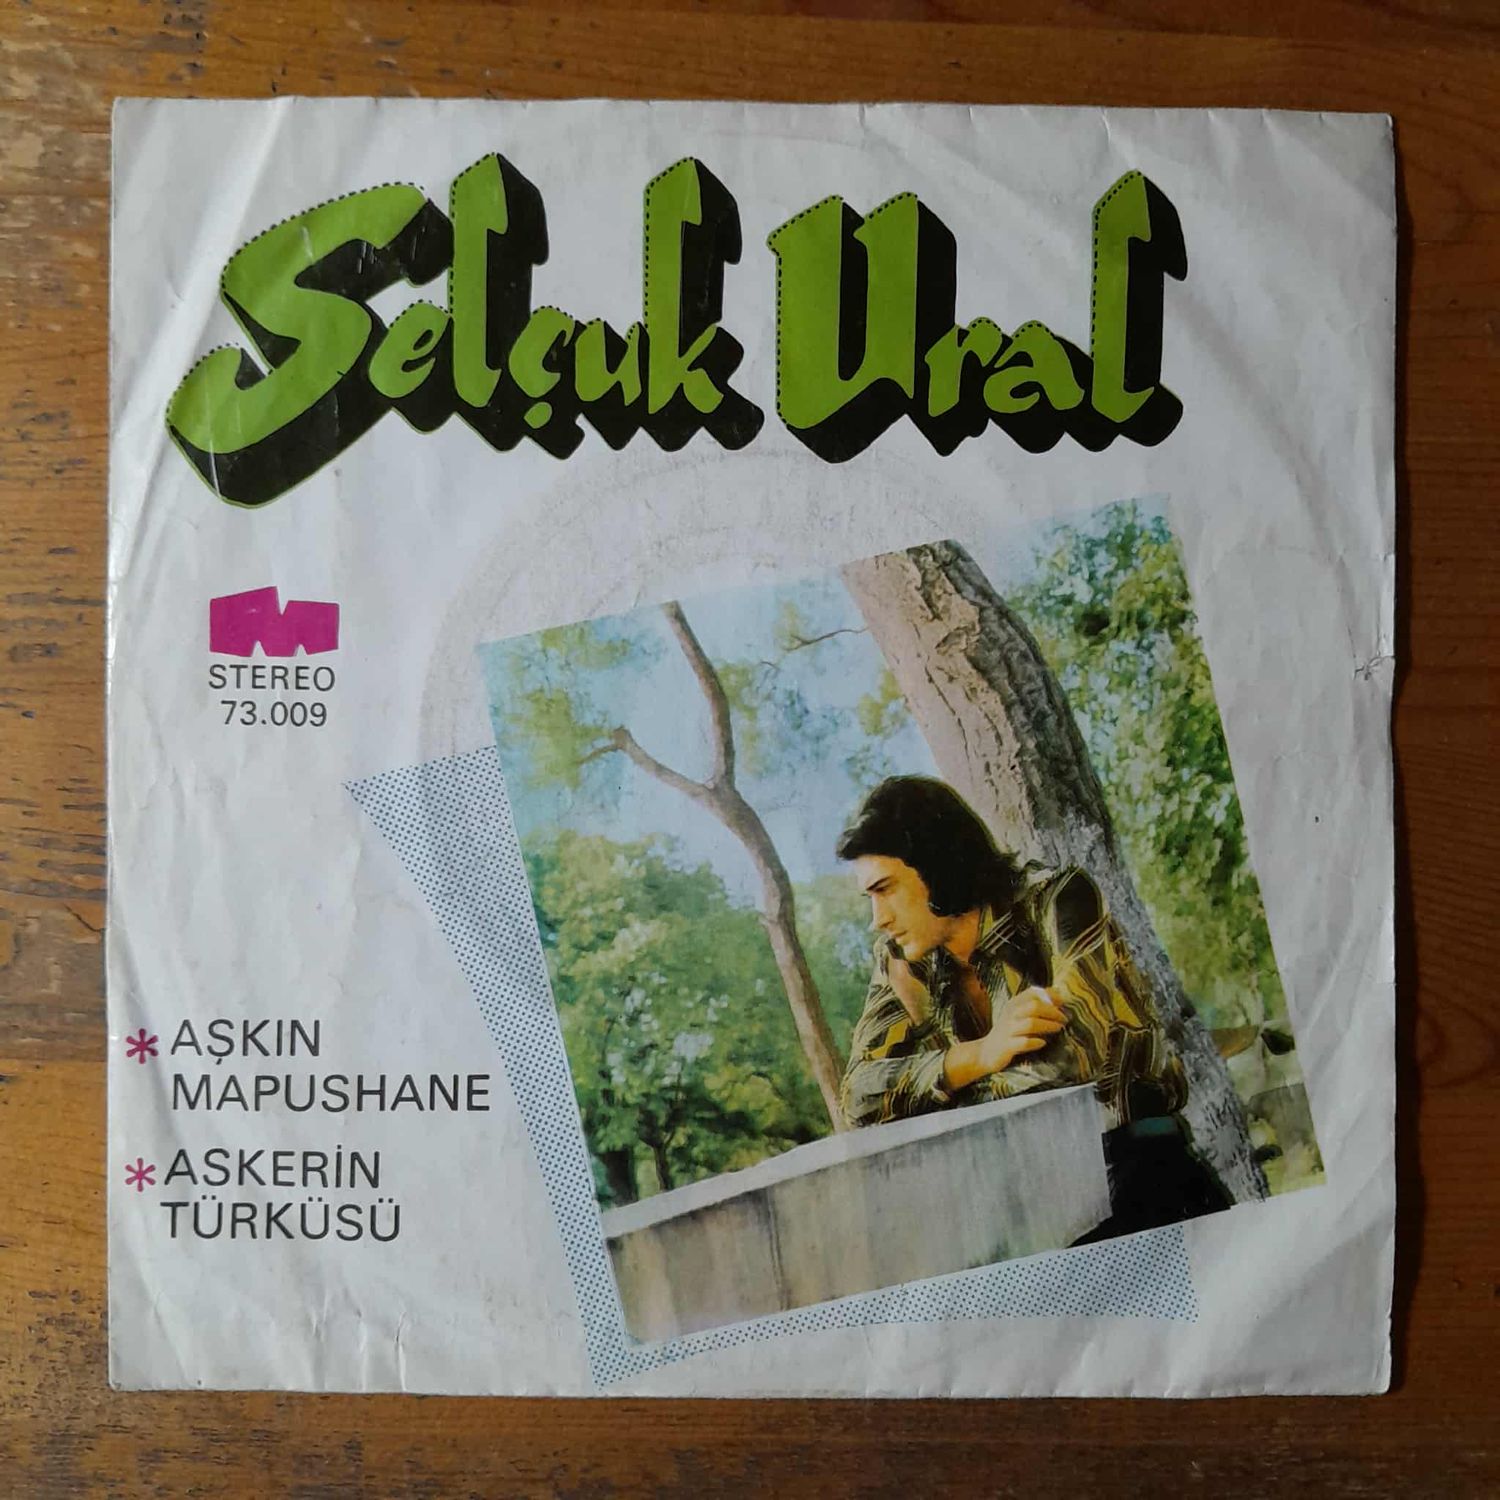 Selçuk Ural
STEREO
73.009
* AŞKIN
MAPUSHANE
* ASKERİN
TÜRKÜSÜ